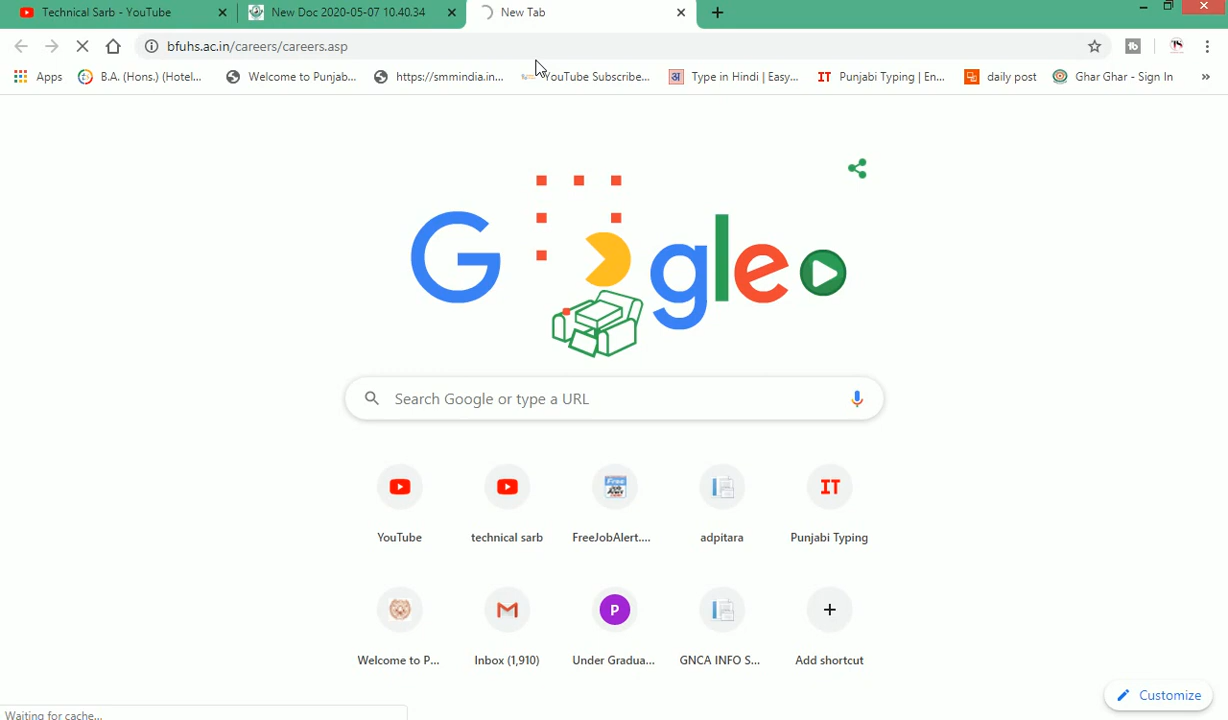 Technical Sarb - YouTube
New Doc 2020-05-07 10.40.34
New Tab
bfuhs.ac.in/careers/careers.asp
Apps
B.A. (Hons.) (Hotel...
Welcome to Punjab...
https://smmindia.in...
YouTube Subscribe...
अ Type in Hindi | Easy...
IT Punjabi Typing | En...
daily post
Ghar Ghar - Sign In
»
G gle
Search Google or type a URL
IT
YouTube
technical sarb
FreeJobAlert....
adpitara
Punjabi Typing
P
Welcome to P...
Inbox (1,910)
Under Gradua...
GNCA INFO S...
Add shortcut
Customize
Waiting for cache...